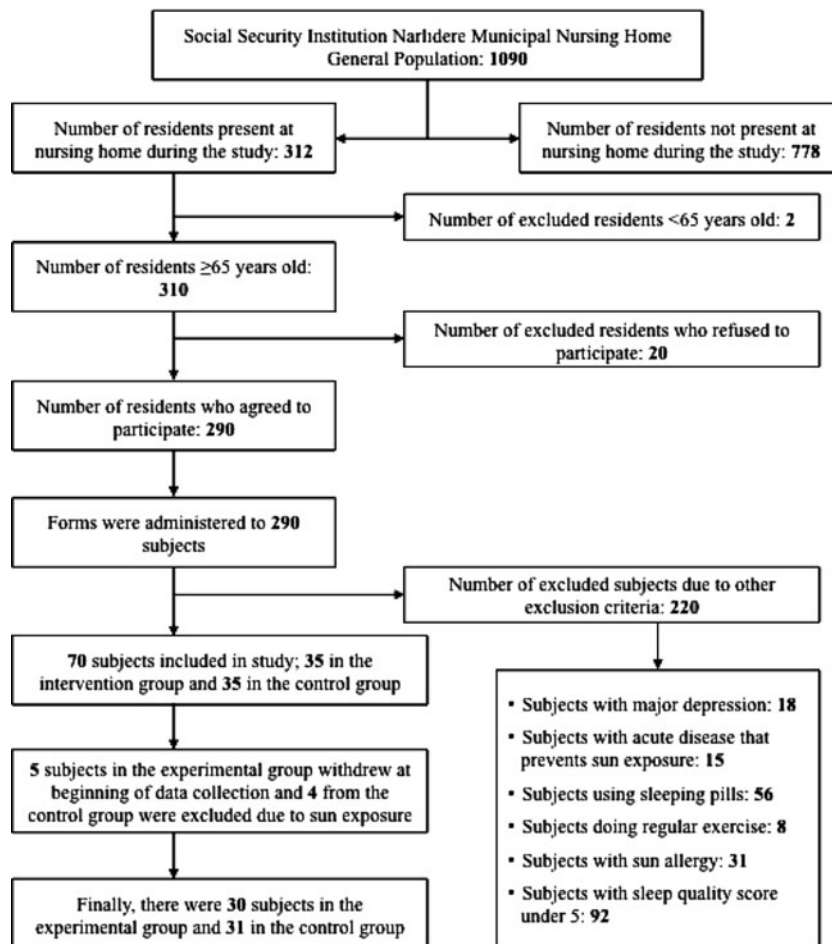 Social Security Institution Narlıdere Municipal Nursing Home
General Population: 1090
Number of residents present at
nursing home during the study: 312
Number of residents not present at
nursing home during the study: 778
Number of excluded residents <65 years old: 2
Number of residents ≥65 years old:
310
Number of excluded residents who refused to
participate: 20
Number of residents who agreed to
participate: 290
Forms were administered to 290
subjects
Number of excluded subjects due to other
exclusion criteria: 220
70 subjects included in study; 35 in the
intervention group and 35 in the control group
• Subjects with major depression: 18
• Subjects with acute disease that
prevents sun exposure: 15
• Subjects using sleeping pills: 56
• Subjects doing regular exercise: 8
• Subjects with sun allergy: 31
• Subjects with sleep quality score
under 5: 92
5 subjects in the experimental group withdrew at
beginning of data collection and 4 from the
control group were excluded due to sun exposure
Finally, there were 30 subjects in the
experimental group and 31 in the control group